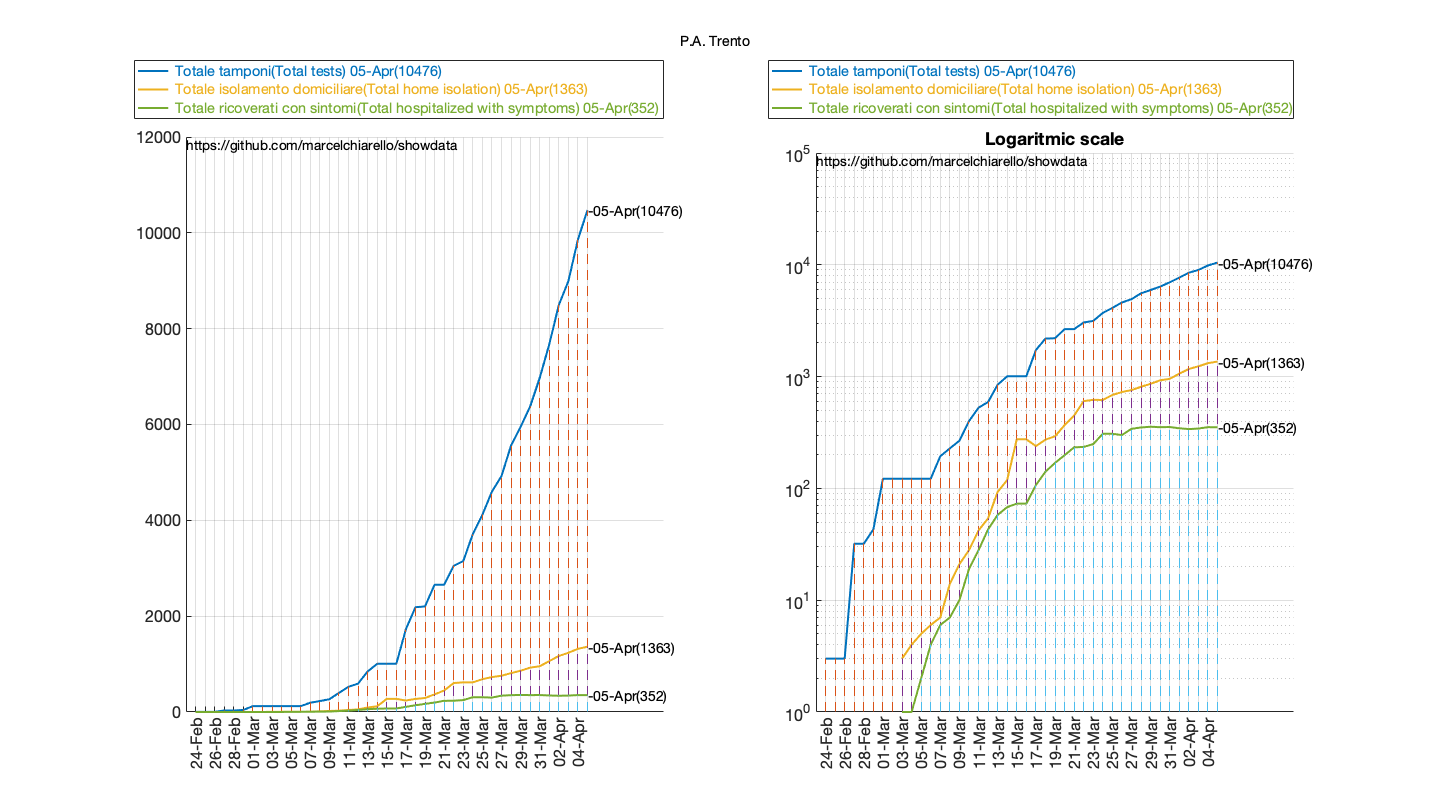 P.A. Trento
Totale tamponi(Total tests) 05-Apr(10476)
Totale isolamento domiciliare(Total home isolation) 05-Apr(1363)
Totale ricoverati con sintomi(Total hospitalized with symptoms) 05-Apr(352)
12000
https://github.com/marcelchiarello/showdata
-05-Apr(10476)
10000
8000
6000
4000
2000
-05-Apr(1363)
-05-Apr(352)
0
24-Feb
26-Feb
28-Feb
01-Mar
03-Mar
05-Mar
07-Mar
09-Mar
11-Mar
13-Mar
15-Mar
17-Mar
19-Mar
21-Mar
23-Mar
25-Mar
27-Mar
29-Mar
31-Mar
02-Apr
04-Apr
Totale tamponi(Total tests) 05-Apr(10476)
Totale isolamento domiciliare(Total home isolation) 05-Apr(1363)
Totale ricoverati con sintomi(Total hospitalized with symptoms) 05-Apr(352)
Logaritmic scale
10^5
https://github.com/marcelchiarello/showdata
10^4
-05-Apr(10476)
10^3
-05-Apr(1363)
-05-Apr(352)
10^2
10^1
10^0
24-Feb
26-Feb
28-Feb
01-Mar
03-Mar
05-Mar
07-Mar
09-Mar
11-Mar
13-Mar
15-Mar
17-Mar
19-Mar
21-Mar
23-Mar
25-Mar
27-Mar
29-Mar
31-Mar
02-Apr
04-Apr